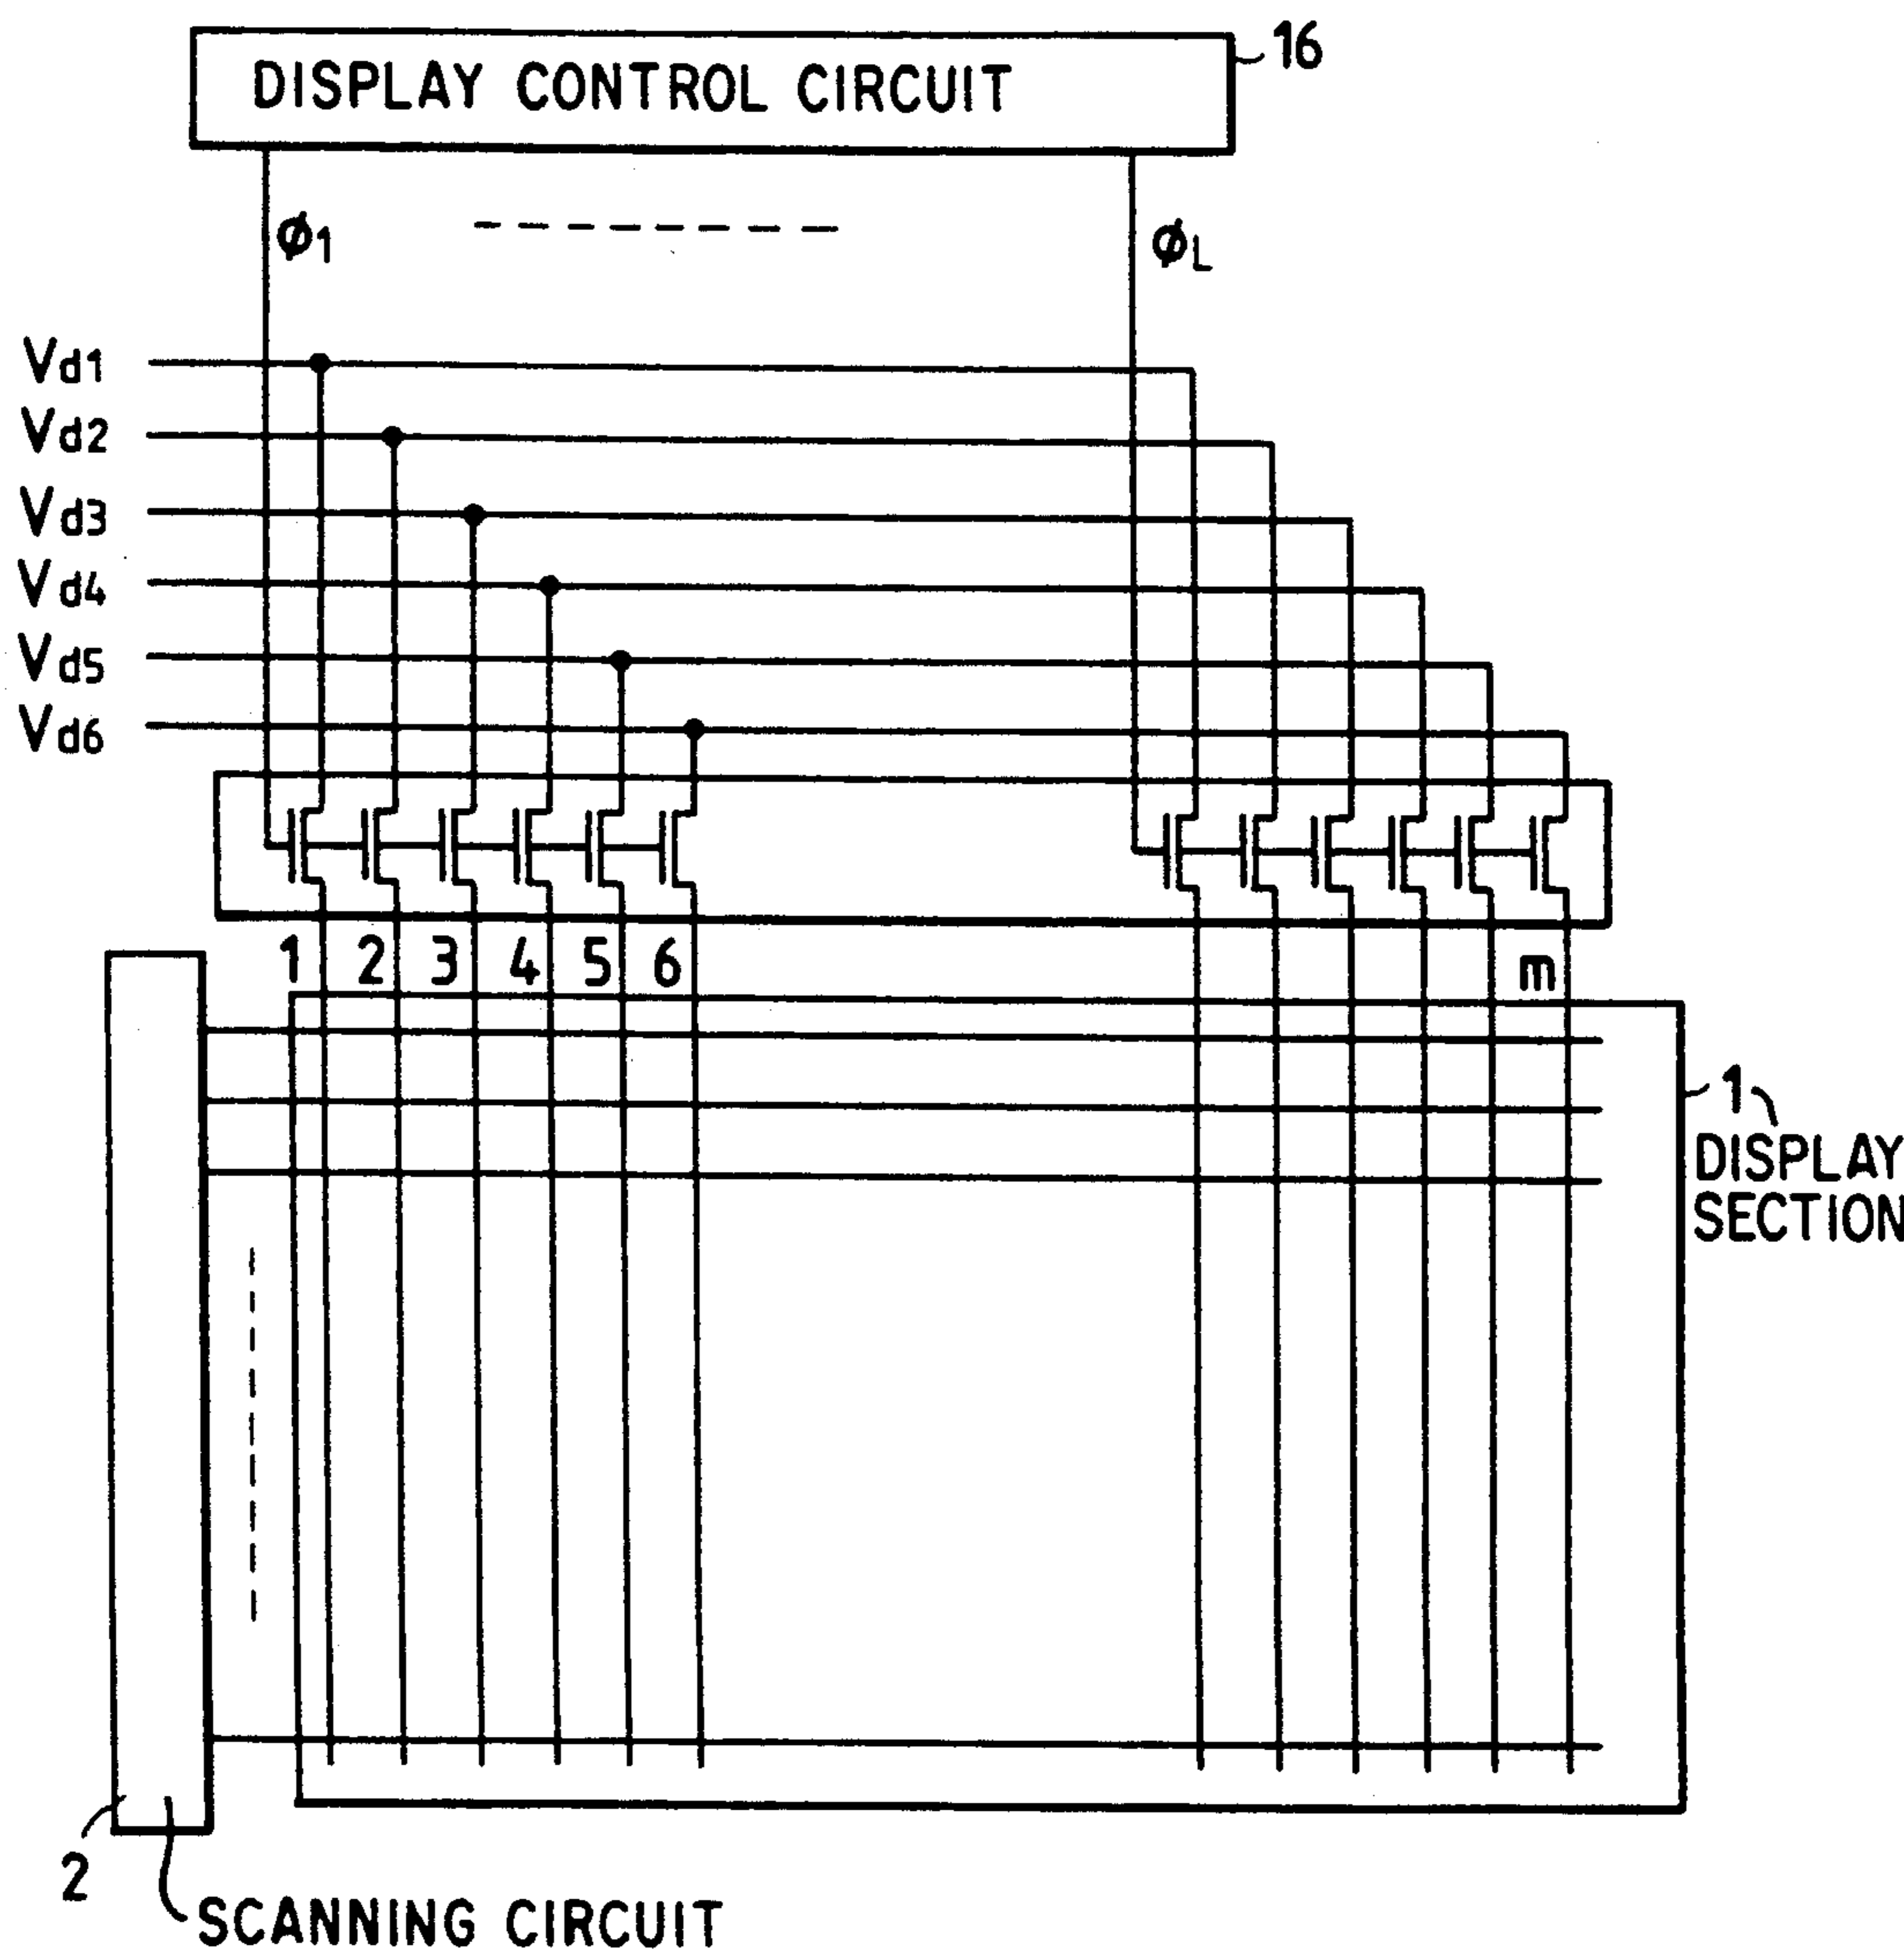 DISPLAY CONTROL CIRCUIT
16
ϕ1
ϕL
Vd1
Vd2
Vd3
Vd4
Vd5
Vd6
1 2 3 4 5 6 m
1
DISPLAY
SECTION
2
SCANNING CIRCUIT